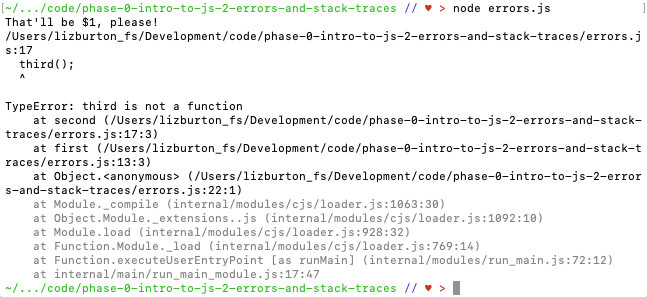 [~/.../code/phase-0-intro-to-js-2-errors-and-stack-traces // ♥ > node errors.js ]
That'll be $1, please!
/Users/lizburton_fs/Development/code/phase-0-intro-to-js-2-errors-and-stack-traces/errors.j
s:17
  third();
  ^

TypeError: third is not a function
    at second (/Users/lizburton_fs/Development/code/phase-0-intro-to-js-2-errors-and-stack-
traces/errors.js:17:3)
    at first (/Users/lizburton_fs/Development/code/phase-0-intro-to-js-2-errors-and-stack-t
races/errors.js:13:3)
    at Object.<anonymous> (/Users/lizburton_fs/Development/code/phase-0-intro-to-js-2-error
s-and-stack-traces/errors.js:22:1)
    at Module._compile (internal/modules/cjs/loader.js:1063:30)
    at Object.Module._extensions..js (internal/modules/cjs/loader.js:1092:10)
    at Module.load (internal/modules/cjs/loader.js:928:32)
    at Function.Module._load (internal/modules/cjs/loader.js:769:14)
    at Function.executeUserEntryPoint [as runMain] (internal/modules/run_main.js:72:12)
    at internal/main/run_main_module.js:17:47
~/.../code/phase-0-intro-to-js-2-errors-and-stack-traces // ♥ >